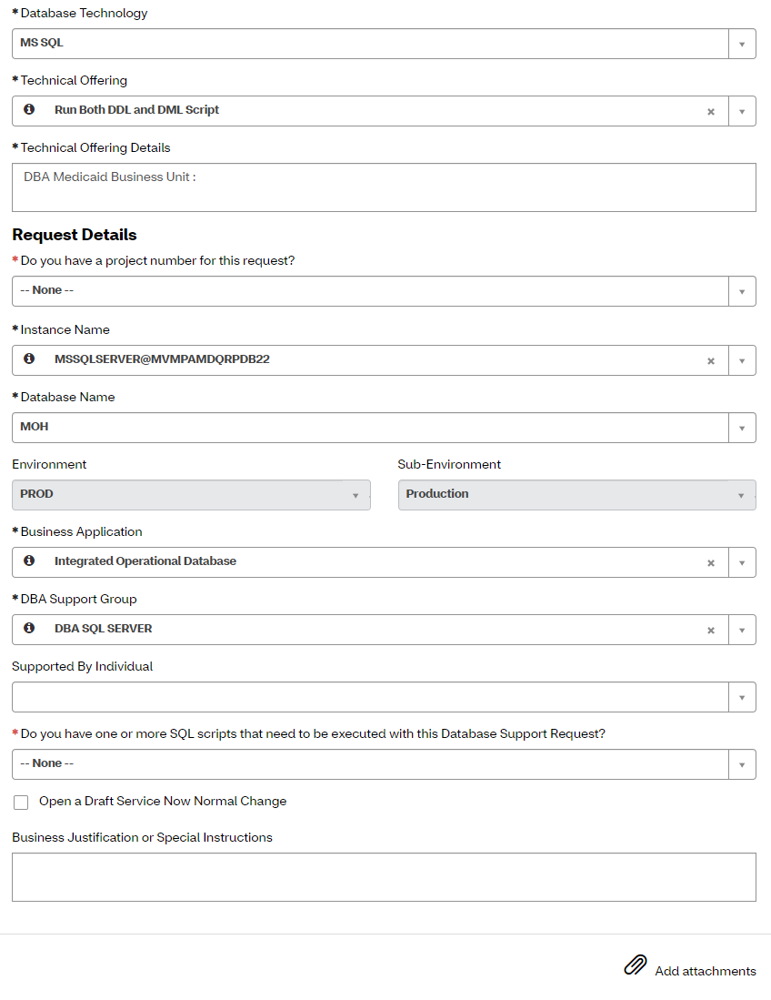 *Database Technology
MS SQL
*Technical Offering
Run Both DDL and DML Script
*Technical Offering Details
DBA Medicaid Business Unit :
Request Details
*Do you have a project number for this request?
-- None --
*Instance Name
MSSQLSERVER@MVMPAMDQRPDB22
*Database Name
MOH
Environment
Sub-Environment
PROD
Production
*Business Application
Integrated Operational Database
*DBA Support Group
DBA SQL SERVER
Supported By Individual
*Do you have one or more SQL scripts that need to be executed with this Database Support Request?
-- None --
Open a Draft Service Now Normal Change
Business Justification or Special Instructions
Add attachments